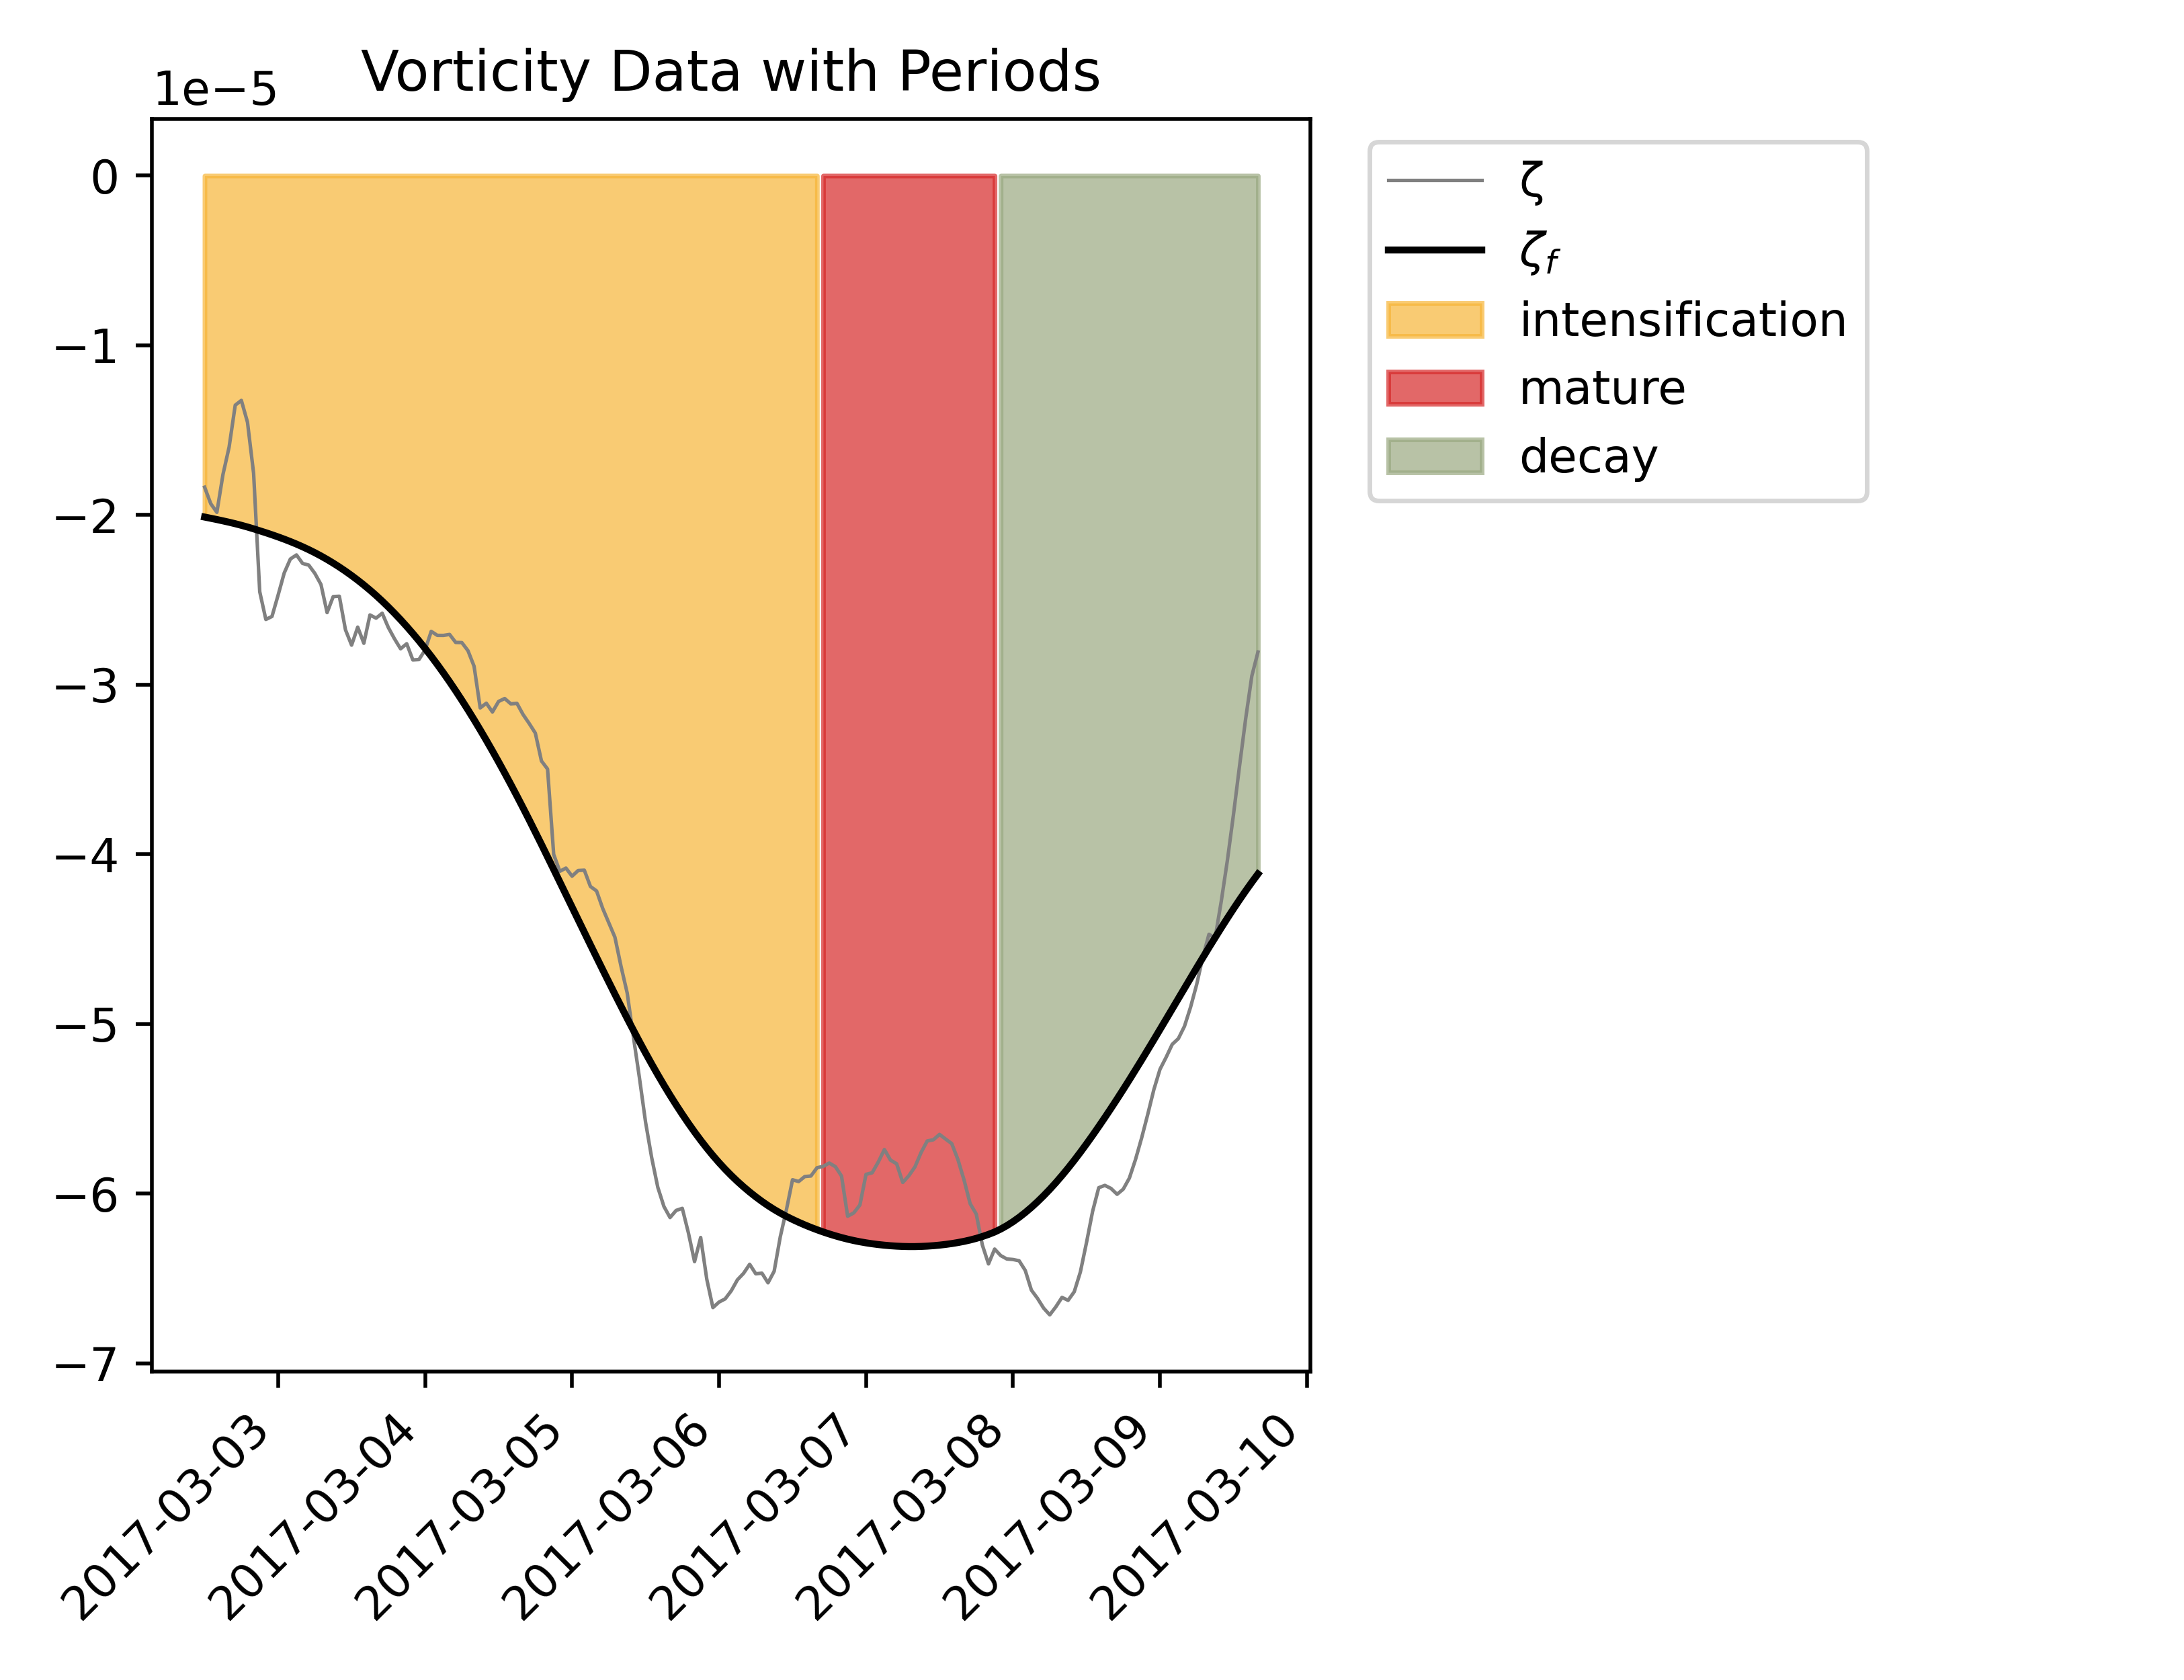 Vorticity Data with Periods
1e−5
0
−1
−2
−3
−4
−5
−6
−7
2017-03-03
2017-03-04
2017-03-05
2017-03-06
2017-03-07
2017-03-08
2017-03-09
2017-03-10
ζ
ζf
intensification
mature
decay